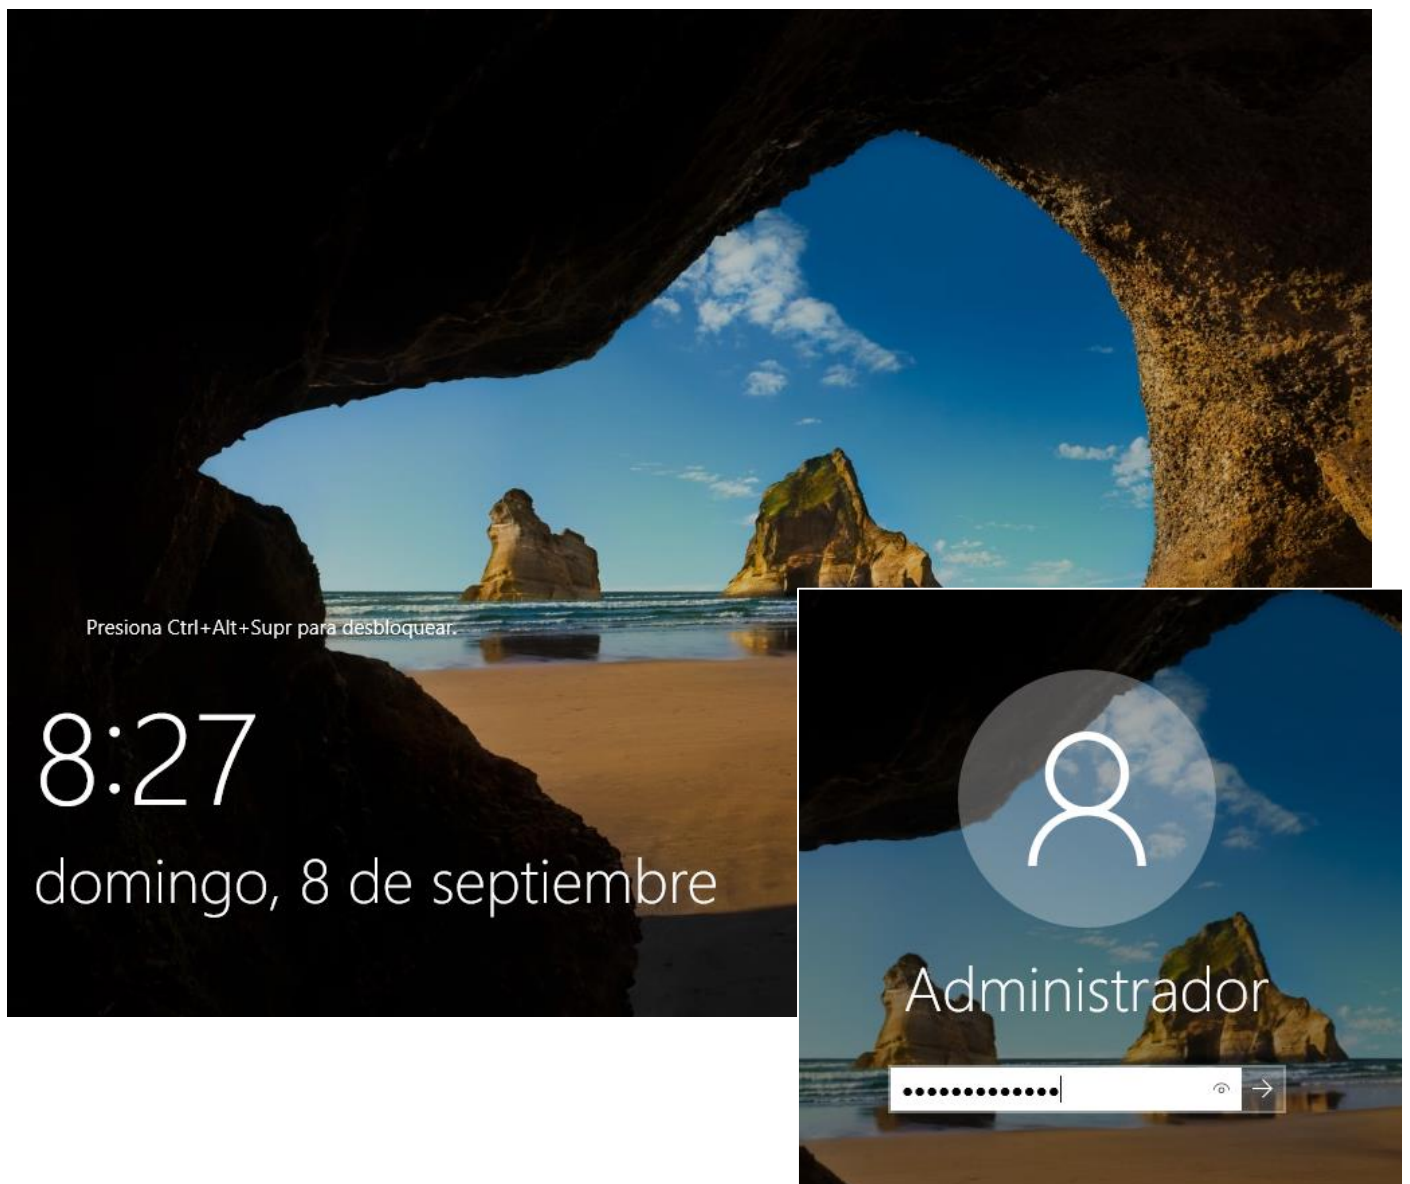 Presiona Ctrl+Alt+Supr para desbloquear.
8:27
domingo, 8 de septiembre
Administrador